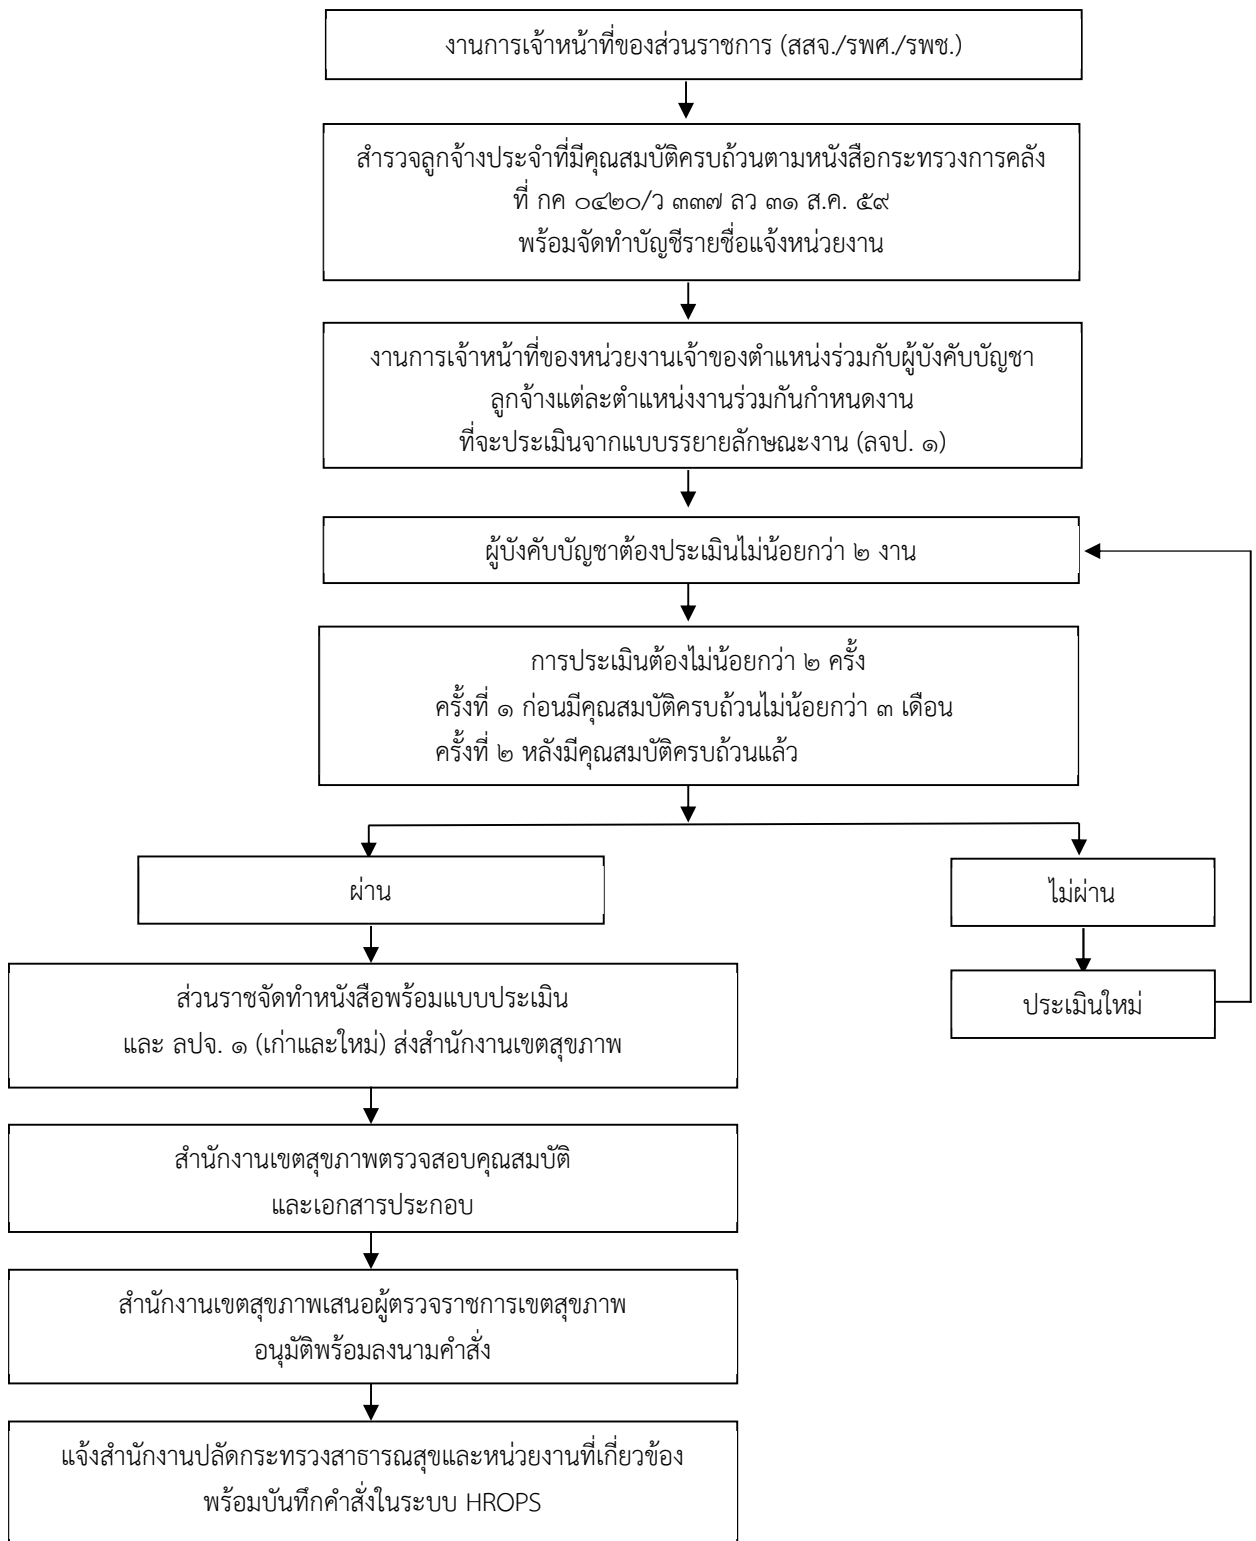 งานการเจ้าหน้าที่ของส่วนราชการ (สสจ./รพศ./รพช.)
สำรวจลูกจ้างประจำที่มีคุณสมบัติครบถ้วนตามหนังสือกระทรวงการคลัง
ที่ กค ๐๔๒๐/ว ๓๓๗ ลว ๓๑ ส.ค. ๕๙
พร้อมจัดทำบัญชีรายชื่อแจ้งหน่วยงาน
งานการเจ้าหน้าที่ของหน่วยงานเจ้าของตำแหน่งร่วมกับผู้บังคับบัญชา
ลูกจ้างแต่ละตำแหน่งงานร่วมกันกำหนดงาน
ที่จะประเมินจากแบบรรยายลักษณะงาน (ลจป. ๑)
ผู้บังคับบัญชาต้องประเมินไม่น้อยกว่า ๒ งาน
การประเมินต้องไม่น้อยกว่า ๒ ครั้ง
ครั้งที่ ๑ ก่อนมีคุณสมบัติครบถ้วนไม่น้อยกว่า ๓ เดือน
ครั้งที่ ๒ หลังมีคุณสมบัติครบถ้วนแล้ว
ผ่าน
ไม่ผ่าน
ประเมินใหม่
ส่วนราชจัดทำหนังสือพร้อมแบบประเมิน
และ ลปจ. ๑ (เก่าและใหม่) ส่งสำนักงานเขตสุขภาพ
สำนักงานเขตสุขภาพตรวจสอบคุณสมบัติ
และเอกสารประกอบ
สำนักงานเขตสุขภาพเสนอผู้ตรวจราชการเขตสุขภาพ
อนุมัติพร้อมลงนามคำสั่ง
แจ้งสำนักงานปลัดกระทรวงสาธารณสุขและหน่วยงานที่เกี่ยวข้อง
พร้อมบันทึกคำสั่งในระบบ HROPS